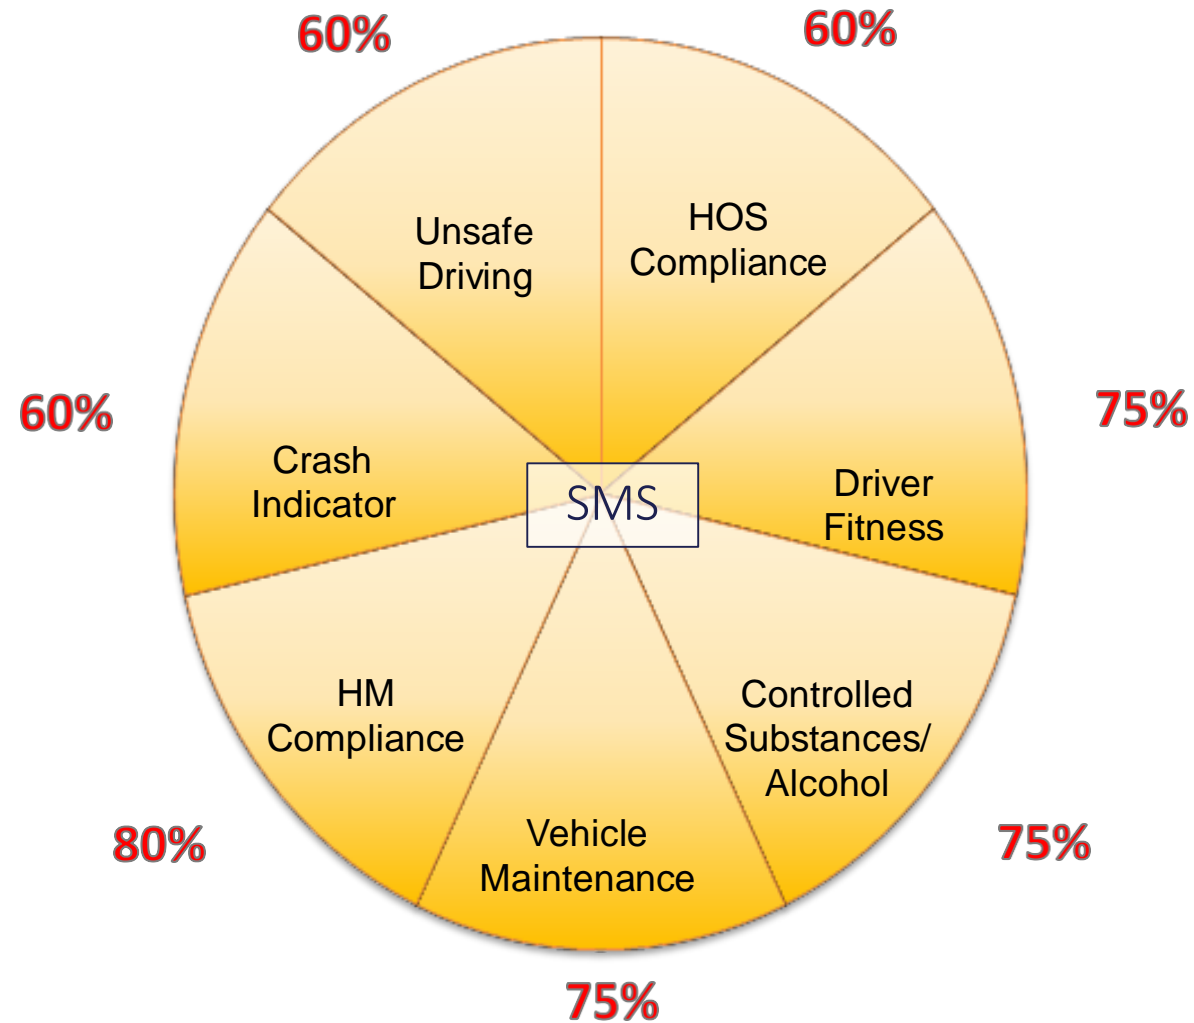 60%
60%
Unsafe
Driving
HOS
Compliance
60%
75%
Crash
Indicator
SMS
Driver
Fitness
HM
Compliance
Controlled
Substances/
Alcohol
80%
Vehicle
Maintenance
75%
75%